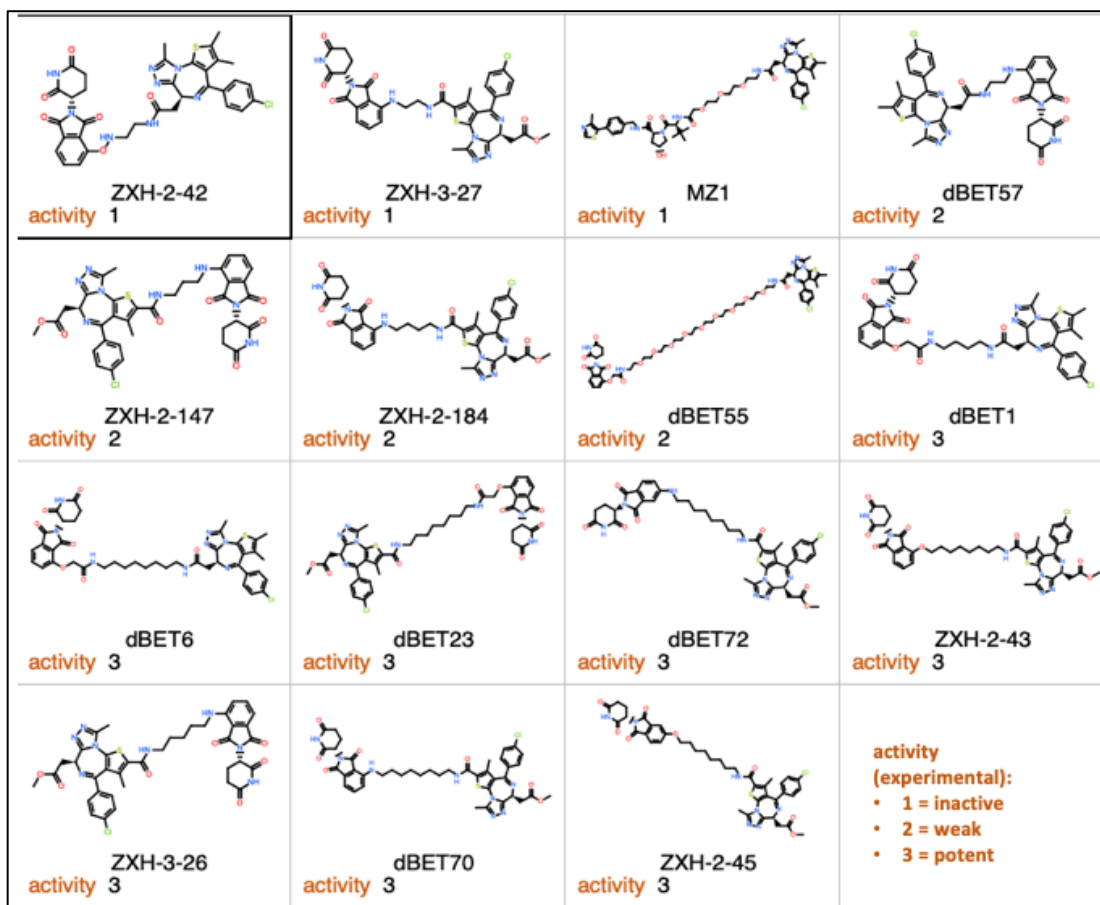 ZXH-2-42
activity 1
ZXH-3-27
activity 1
MZ1
activity 1
dBET57
activity 2
ZXH-2-147
activity 2
ZXH-2-184
activity 2
dBET55
activity 2
dBET1
activity 3
dBET6
activity 3
dBET23
activity 3
dBET72
activity 3
ZXH-2-43
activity 3
ZXH-3-26
activity 3
dBET70
activity 3
ZXH-2-45
activity 3
activity
(experimental):
• 1 = inactive
• 2 = weak
• 3 = potent